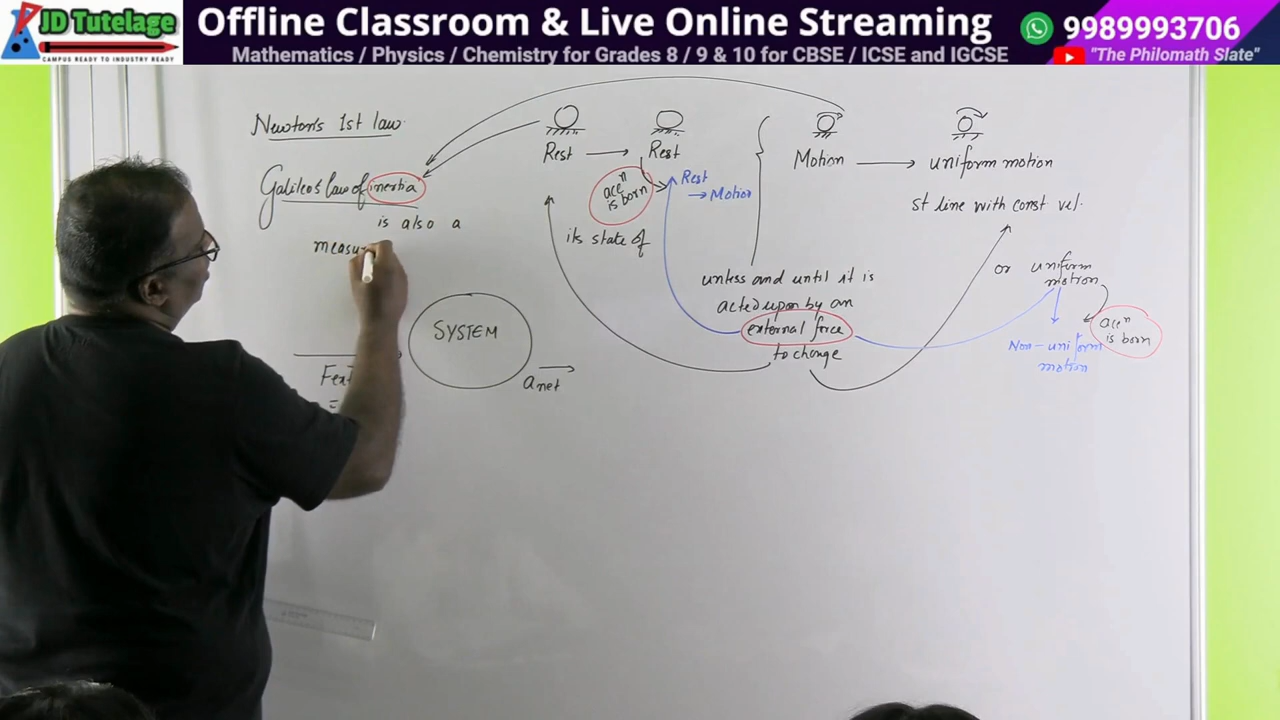 JD Tutelage
CAMPUS READY TO INDUSTRY READY
Offline Classroom & Live Online Streaming
9989993706
Mathematics / Physics / Chemistry for Grades 8 / 9 & 10 for CBSE / ICSE and IGCSE
"The Philomath Slate"
Newton's 1st law.
Galileo's law of inertia
is also a
measu
SYSTEM
Fext
=
a net
Rest
Rest
acc^n
is born
Rest
→ Motion
its state of
Motion
uniform motion
st line with const vel.
unless and until it is
acted upon by an
external force
to change
or uniform
motion
acc^n
is born
Non-uniform
motion